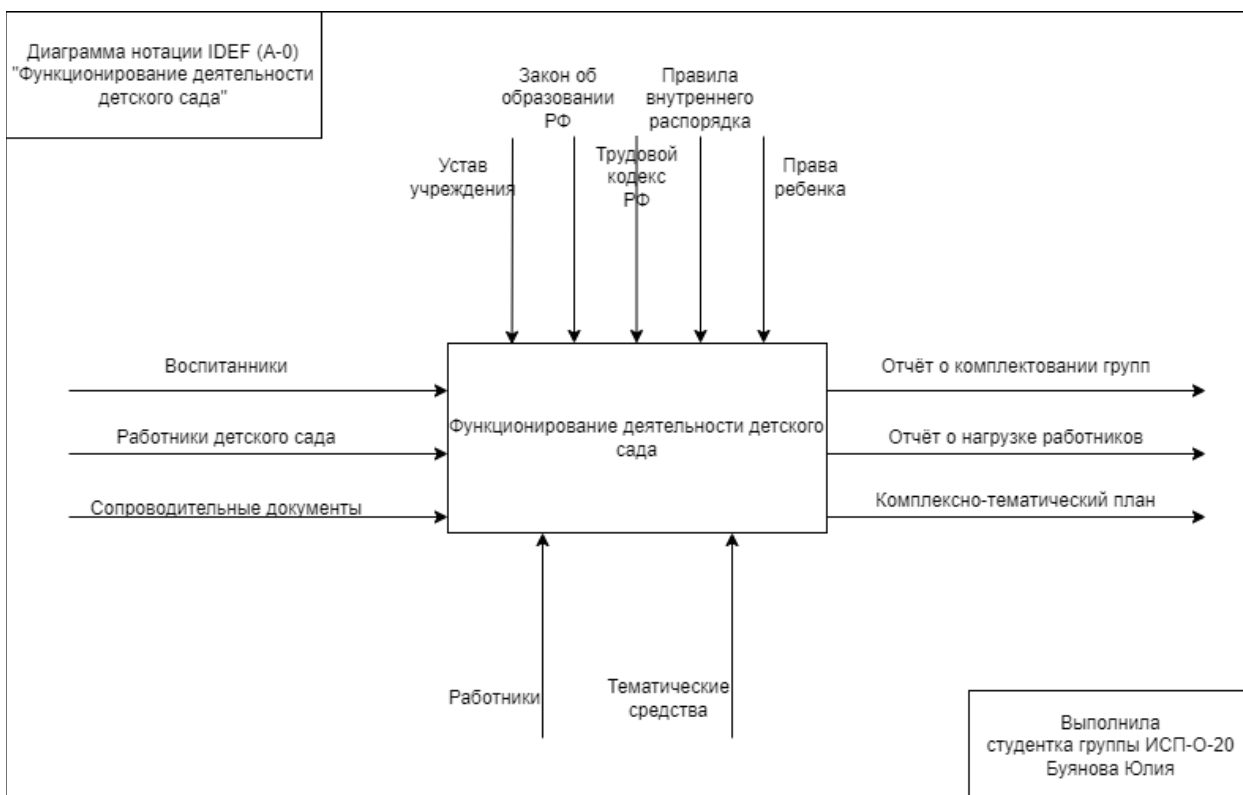 Диаграмма нотации IDEF (A-0)
"Функционирование деятельности
детского сада"
Закон об
образовании
РФ
Правила
внутреннего
распорядка
Устав
учреждения
Трудовой
кодекс
РФ
Права
ребенка
Воспитанники
Работники детского сада
Сопроводительные документы
Функционирование деятельности детского
сада
Отчёт о комплектовании групп
Отчёт о нагрузке работников
Комплексно-тематический план
Работники
Тематические
средства
Выполнила
студентка группы ИСП-О-20
Буянова Юлия